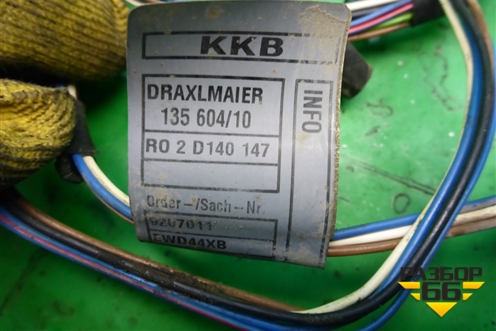 KKB
DRAXLMAIER
135 604/10
RO 2 D140 147
INFO
Order-/Sach-Nr.
EWD44XB
РАЗБОР
66